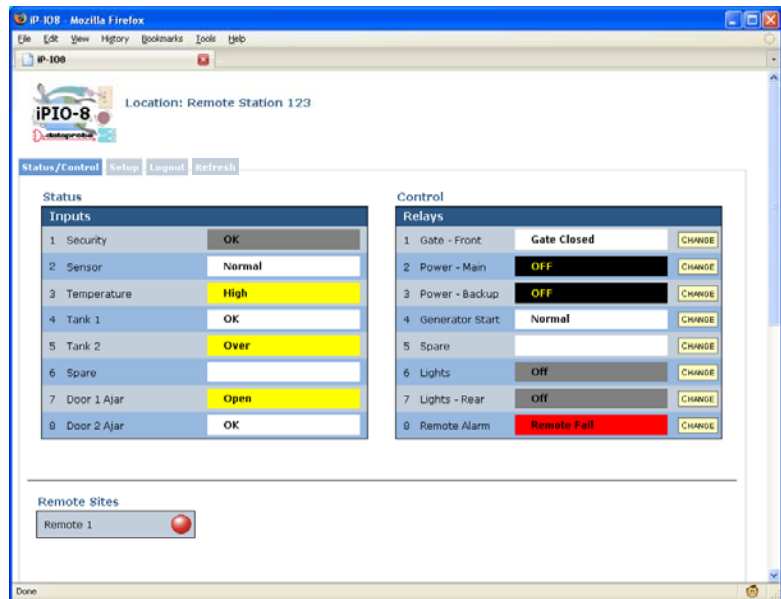 iP-IO8 - Mozilla Firefox
File Edit View History Bookmarks Tools Help
iP-IO8
iPIO-8
dataprobe
Location: Remote Station 123
Status/Control Setup Logout Refresh
Status
Inputs
1 Security OK
2 Sensor Normal
3 Temperature High
4 Tank 1 OK
5 Tank 2 Over
6 Spare
7 Door 1 Ajar Open
8 Door 2 Ajar OK
Control
Relays
1 Gate - Front Gate Closed CHANGE
2 Power - Main OFF CHANGE
3 Power - Backup OFF CHANGE
4 Generator Start Normal CHANGE
5 Spare CHANGE
6 Lights Off CHANGE
7 Lights - Rear Off CHANGE
8 Remote Alarm Remote Fail CHANGE
Remote Sites
Remote 1
Done